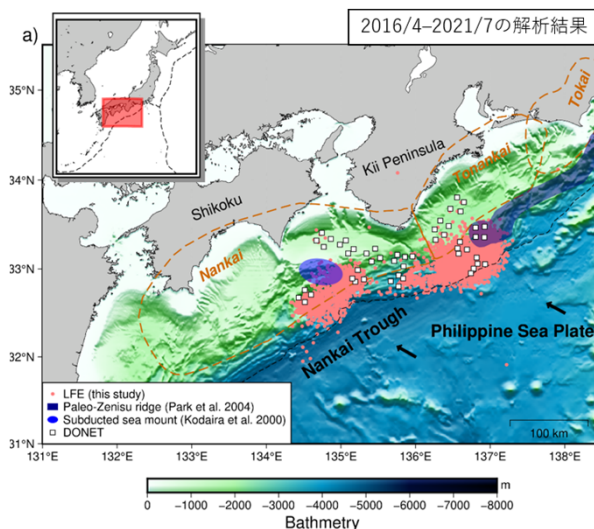 2016/4–2021/7の解析結果
a)
35°N
34°N
33°N
32°N
31°N
Tokai
Kii Peninsula
Tonankai
Shikoku
Nankai
Philippine Sea Plate
Nankai Trough
LFE (this study)
Paleo-Zenisu ridge (Park et al. 2004)
Subducted sea mount (Kodaira et al. 2000)
DONET
100 km
131°E 132°E 133°E 134°E 135°E 136°E 137°E 138°E
m
0 −1000 −2000 −3000 −4000 −5000 −6000 −7000 −8000
Bathmetry